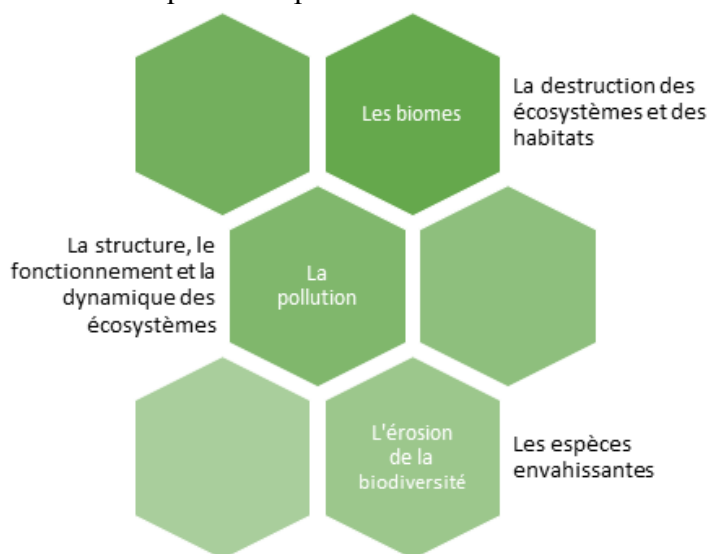 Les biomes
La destruction des
écosystèmes et des
habitats
La structure, le
fonctionnement et la
dynamique des
écosystèmes
La
pollution
L'érosion
de la
biodiversité
Les espèces
envahissantes